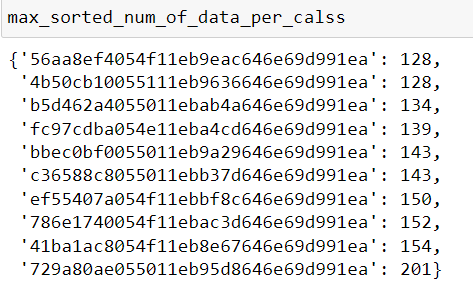 max_sorted_num_of_data_per_calss
{'56aa8ef4054f11eb9eac646e69d991ea': 128,
'4b50cb10055111eb9636646e69d991ea': 128,
'b5d462a4055011ebab4a646e69d991ea': 134,
'fc97cdba054e11eba4cd646e69d991ea': 139,
'bbec0bf0055011eb9a29646e69d991ea': 143,
'c36588c8055011ebb37d646e69d991ea': 143,
'ef55407a054f11ebbf8c646e69d991ea': 150,
'786e1740054f11ebac3d646e69d991ea': 152,
'41ba1ac8054f11eb8e67646e69d991ea': 154,
'729a80ae055011eb95d8646e69d991ea': 201}